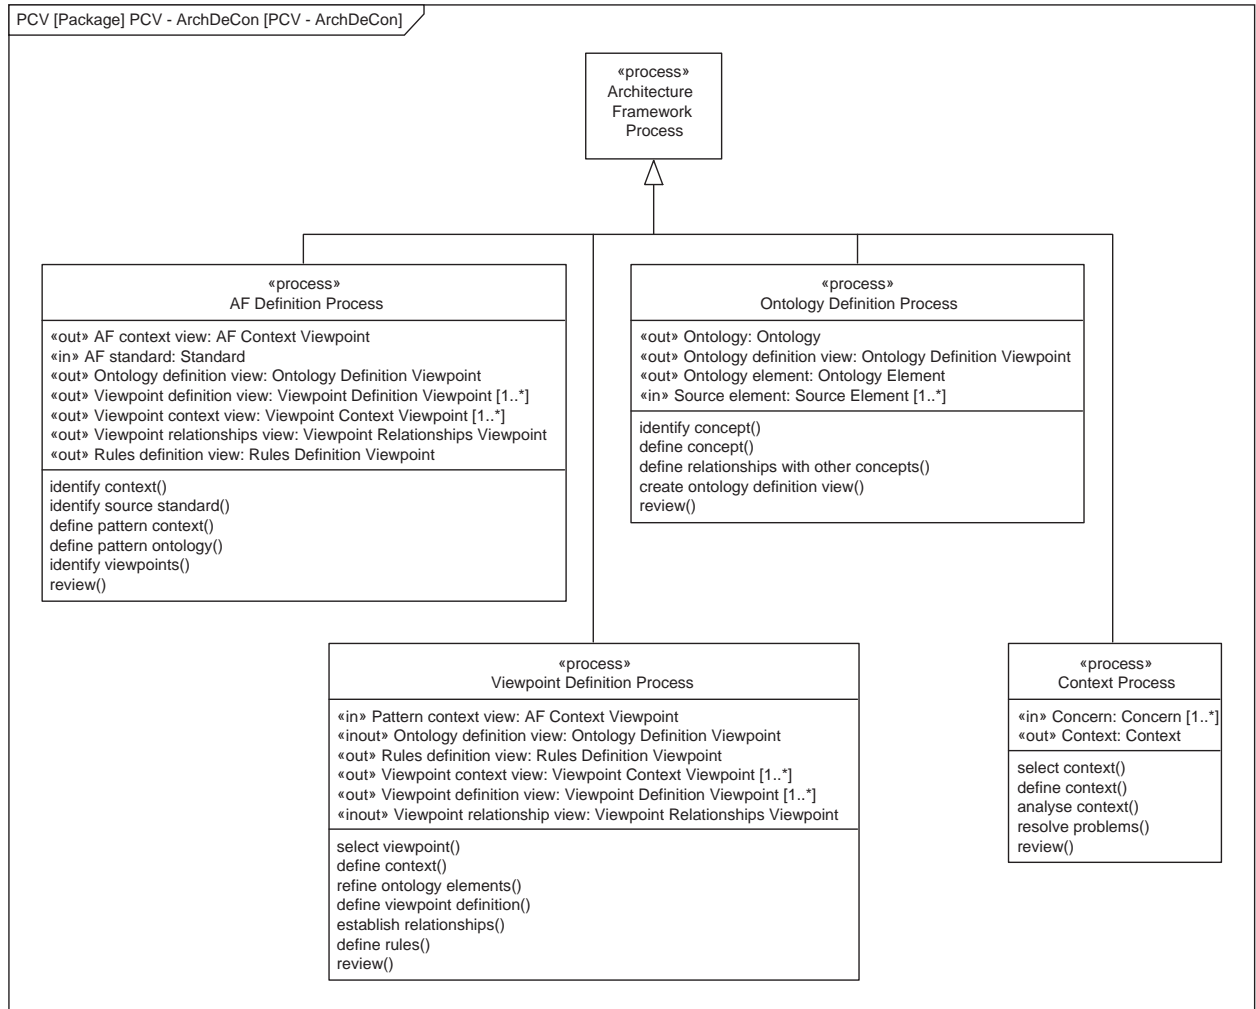 PCV [Package] PCV - ArchDeCon [PCV - ArchDeCon]
«process»
Architecture
Framework
Process
«process»
AF Definition Process
«out» AF context view: AF Context Viewpoint
«in» AF standard: Standard
«out» Ontology definition view: Ontology Definition Viewpoint
«out» Viewpoint definition view: Viewpoint Definition Viewpoint [1..*]
«out» Viewpoint context view: Viewpoint Context Viewpoint [1..*]
«out» Viewpoint relationships view: Viewpoint Relationships Viewpoint
«out» Rules definition view: Rules Definition Viewpoint
identify context()
identify source standard()
define pattern context()
define pattern ontology()
identify viewpoints()
review()
«process»
Ontology Definition Process
«out» Ontology: Ontology
«out» Ontology definition view: Ontology Definition Viewpoint
«out» Ontology element: Ontology Element
«in» Source element: Source Element [1..*]
identify concept()
define concept()
define relationships with other concepts()
create ontology definition view()
review()
«process»
Viewpoint Definition Process
«in» Pattern context view: AF Context Viewpoint
«inout» Ontology definition view: Ontology Definition Viewpoint
«out» Rules definition view: Rules Definition Viewpoint
«out» Viewpoint context view: Viewpoint Context Viewpoint [1..*]
«out» Viewpoint definition view: Viewpoint Definition Viewpoint [1..*]
«inout» Viewpoint relationship view: Viewpoint Relationships Viewpoint
select viewpoint()
define context()
refine ontology elements()
define viewpoint definition()
establish relationships()
define rules()
review()
«process»
Context Process
«in» Concern: Concern [1..*]
«out» Context: Context
select context()
define context()
analyse context()
resolve problems()
review()